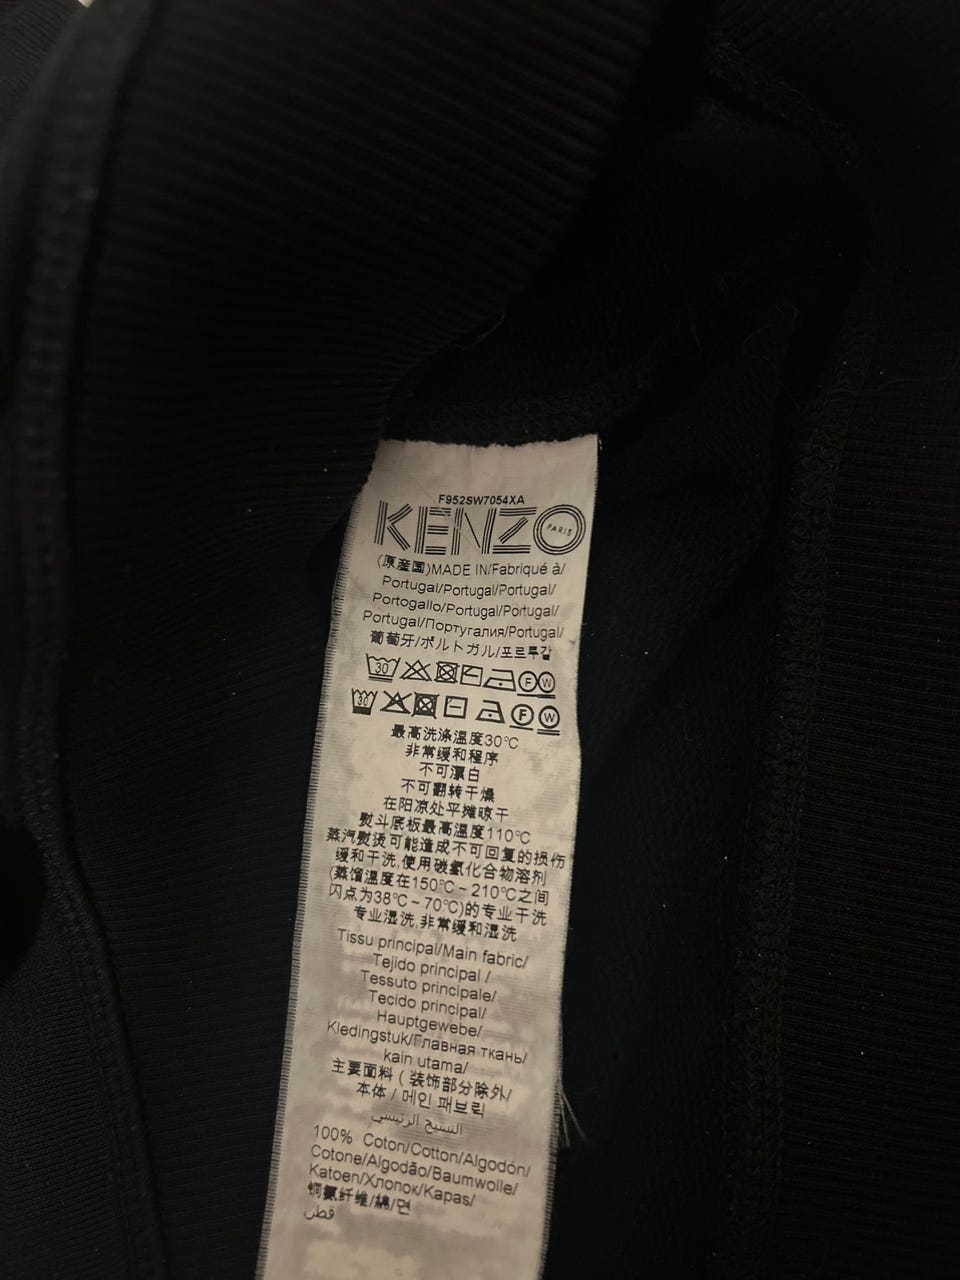 F952SW7054XA
KENZO PARIS
(原産国)MADE IN/Fabriqué à/
Portugal/Portugal/Portugal/
Portogallo/Portugal/Portugal/
Portugal/Португалия/Portugal/
葡萄牙/ポルトガル/포르투갈
30 F W
30 F W
最高洗涤温度30°C
非常缓和程序
不可漂白
不可翻转干燥
在阳凉处平摊晾干
熨斗底板最高温度110°C
蒸汽熨烫可能造成不可回复的损伤
缓和干洗,使用碳氢化合物溶剂
(蒸馏温度在150°C~210°C之间
闪点为38°C~70°C)的专业干洗
专业湿洗,非常缓和湿洗
Tissu principal/Main fabric/
Tejido principal /
Tessuto principale/
Tecido principal/
Hauptgewebe/
Kledingstuk/Главная ткань/
kain utama/
主要面料 ( 装饰部分除外/
本体 / 메인 패브릭
النسيج الرئيسي
100% Coton/Cotton/Algodón/
Cotone/Algodão/Baumwolle/
Katoen/Хлопок/Kapas/
铜氨纤维/綿/면
قطن